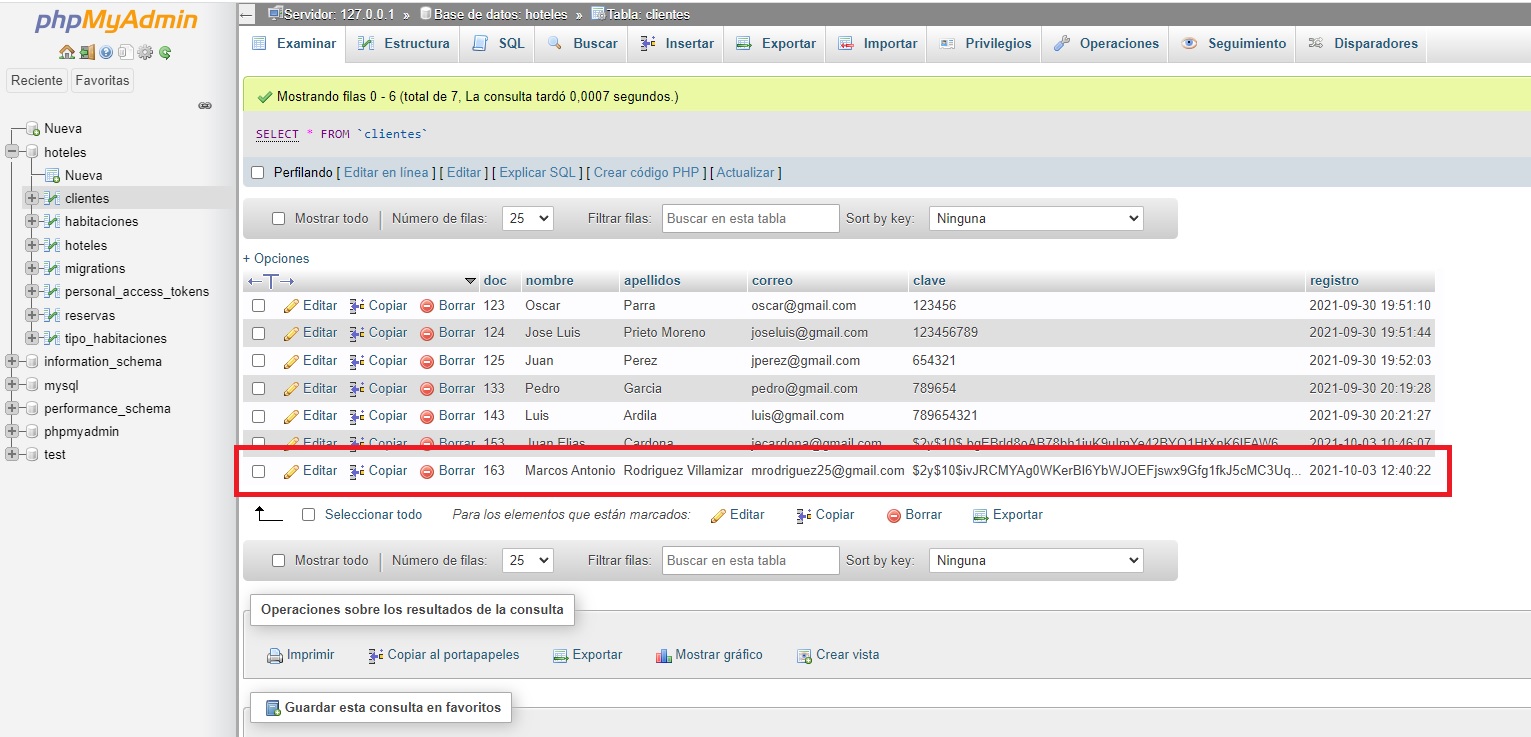 phpMyAdmin
Reciente Favoritas
Nueva
hoteles
Nueva
clientes
habitaciones
hoteles
migrations
personal_access_tokens
reservas
tipo_habitaciones
information_schema
mysql
performance_schema
phpmyadmin
test
Servidor: 127.0.0.1 » Base de datos: hoteles » Tabla: clientes
Examinar Estructura SQL Buscar Insertar Exportar Importar Privilegios Operaciones Seguimiento Disparadores
Mostrando filas 0 - 6 (total de 7, La consulta tardó 0,0007 segundos.)
SELECT * FROM `clientes`
Perfilando [ Editar en línea ] [ Editar ] [ Explicar SQL ] [ Crear código PHP ] [ Actualizar ]
Mostrar todo | Número de filas: 25 Filtrar filas: Buscar en esta tabla Sort by key: Ninguna
+ Opciones
←T→ doc nombre apellidos correo clave registro
Editar Copiar Borrar 123 Oscar Parra oscar@gmail.com 123456 2021-09-30 19:51:10
Editar Copiar Borrar 124 Jose Luis Prieto Moreno joseluis@gmail.com 123456789 2021-09-30 19:51:44
Editar Copiar Borrar 125 Juan Perez jperez@gmail.com 654321 2021-09-30 19:52:03
Editar Copiar Borrar 133 Pedro Garcia pedro@gmail.com 789654 2021-09-30 20:19:28
Editar Copiar Borrar 143 Luis Ardila luis@gmail.com 789654321 2021-09-30 20:21:27
Editar Copiar Borrar 153 Juan Elias Cardona jecardona@gmail.com 2021-10-03 10:46:07
Editar Copiar Borrar 163 Marcos Antonio Rodriguez Villamizar mrodriguez25@gmail.com $2y$10$ivJRCMYAg0WKerBl6YbWJOEFjswx9Gfg1fkJ5cMC3Uq... 2021-10-03 12:40:22
Seleccionar todo Para los elementos que están marcados: Editar Copiar Borrar Exportar
Mostrar todo | Número de filas: 25 Filtrar filas: Buscar en esta tabla Sort by key: Ninguna
Operaciones sobre los resultados de la consulta
Imprimir Copiar al portapapeles Exportar Mostrar gráfico Crear vista
Guardar esta consulta en favoritos